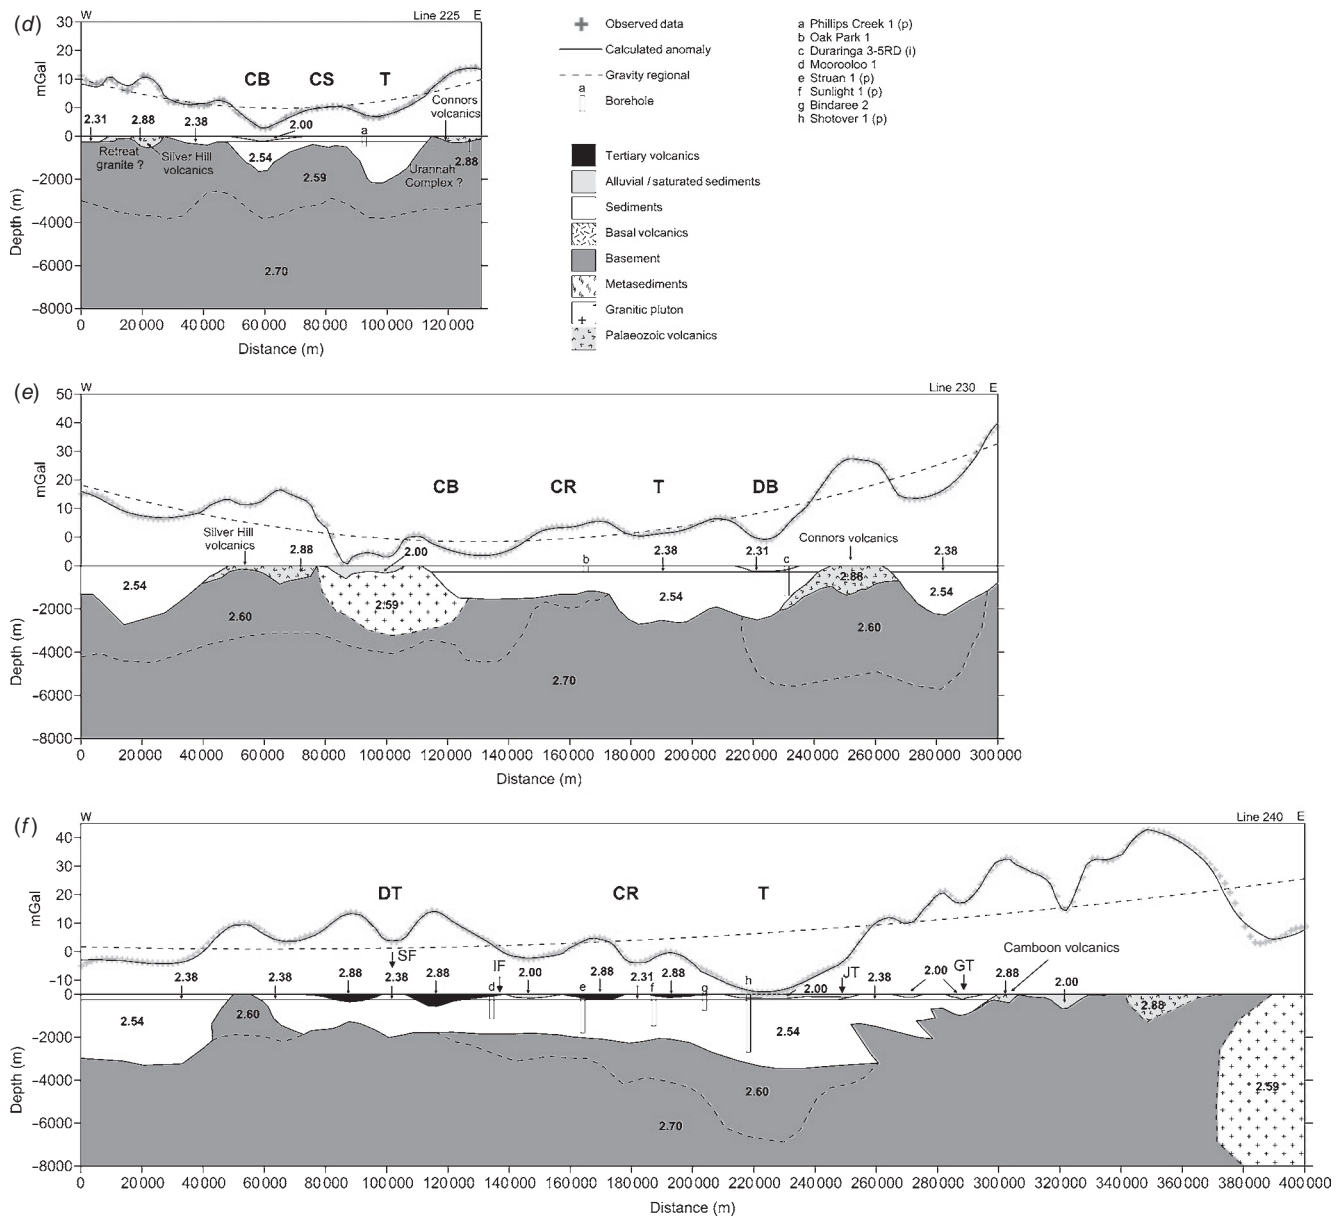 (d)
W
Line 225 E
30
20
10
0
mGal
CB CS T
Connors
volcanics
2.31 2.88 2.38 2.00 a
0
Retreat
granite ?
Silver Hill
volcanics
2.54
2.59
Urannah
Complex ?
2.88
−2000
−4000
−6000
−8000
Depth (m)
2.70
0 20 000 40 000 60 000 80 000 100 000 120 000
Distance (m)
Observed data
Calculated anomaly
Gravity regional
a
Borehole
Tertiary volcanics
Alluvial / saturated sediments
Sediments
Basal volcanics
Basement
Metasediments
Granitic pluton
Palaeozoic volcanics
a Phillips Creek 1 (p)
b Oak Park 1
c Duraringa 3-5RD (i)
d Moorooloo 1
e Struan 1 (p)
f Sunlight 1 (p)
g Bindaree 2
h Shotover 1 (p)
(e)
W
Line 230 E
50
40
30
20
10
0
mGal
CB CR T DB
Silver Hill
volcanics
2.88
2.00
b
2.38
2.31
c
Connors volcanics
2.38
0
2.54
2.60
2.59
2.54
2.88
2.60
2.54
−2000
−4000
−6000
−8000
Depth (m)
2.70
0 20 000 40 000 60 000 80 000 100 000 120 000 140 000 160 000 180 000 200 000 220 000 240 000 260 000 280 000 300 000
Distance (m)
(f)
W
Line 240 E
40
30
20
10
0
−10
mGal
DT CR T
SF
IF
JT
GT
Camboon volcanics
2.38 2.38 2.88 2.38 2.88 d 2.00 e 2.88 2.31 f 2.88 g h 2.00 2.38 2.00 2.88 2.00
0
2.54
2.60
2.54
2.88
2.59
2.60
2.70
−2000
−4000
−6000
−8000
Depth (m)
0 20 000 40 000 60 000 80 000 100 000 120 000 140 000 160 000 180 000 200 000 220 000 240 000 260 000 280 000 300 000 320 000 340 000 360 000 380 000 400 000
Distance (m)